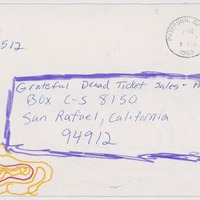 512
Grateful Dead Ticket Sales -
Box C-S 8150
San Rafael, California
94912